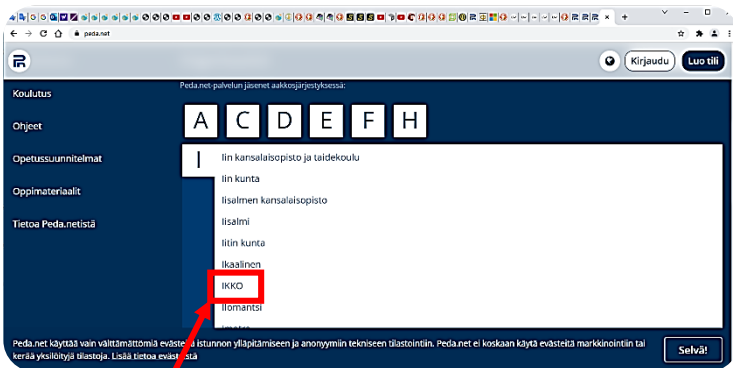 peda.net
Kirjaudu
Luo tili
Koulutus
Ohjeet
Opetussuunnitelmat
Oppimateriaalit
Tietoa Peda.netistä
Peda.net-palvelun jäsenet aakkosjärjestyksessä:
A C D E F H
I
Iin kansalaisopisto ja taidekoulu
Iin kunta
Iisalmen kansalaisopisto
Iisalmi
Iitin kunta
Ikaalinen
IKKO
Ilomantsi
Peda.net käyttää vain välttämättömiä evästeitä istunnon ylläpitämiseen ja anonyymiin tekniseen tilastointiin. Peda.net ei koskaan käytä evästeitä markkinointiin tai
kerää yksilöityjä tilastoja. Lisää tietoa evästeistä
Selvä!